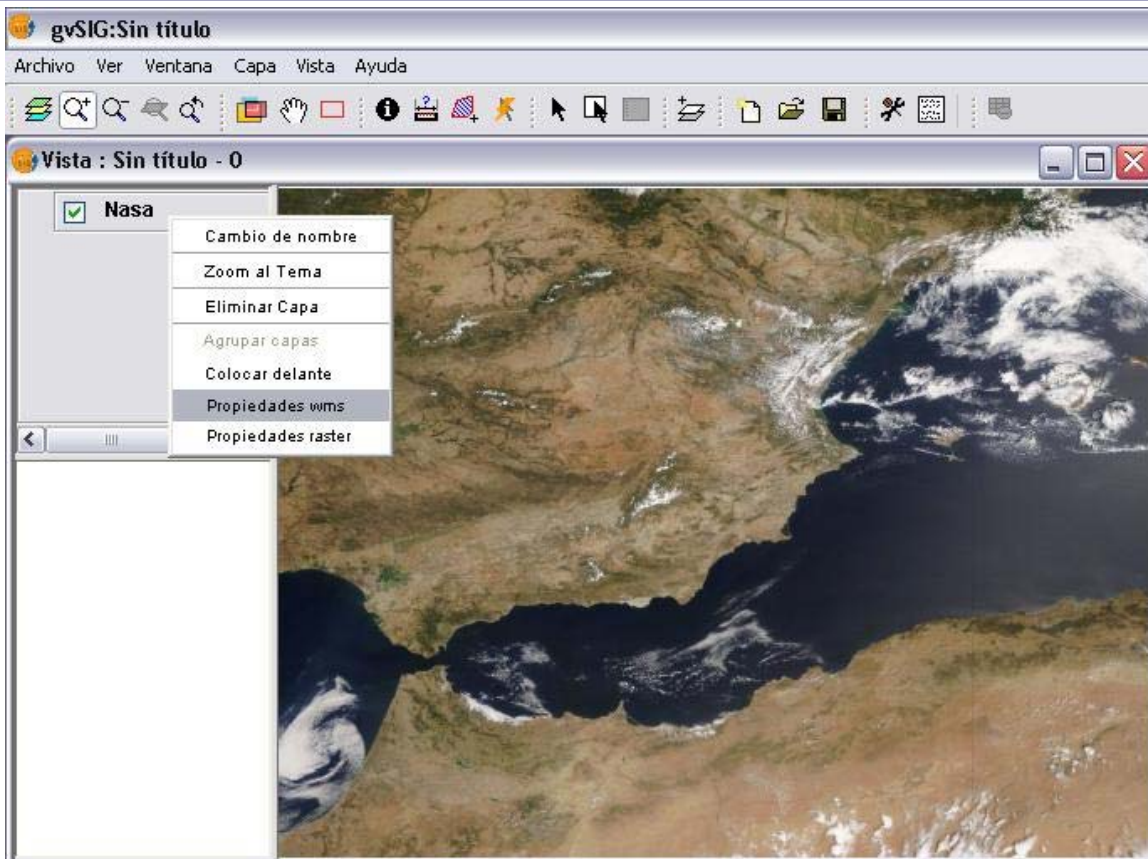 gvSIG:Sin título
Archivo Ver Ventana Capa Vista Ayuda
Vista : Sin título - 0
Nasa
Cambio de nombre
Zoom al Tema
Eliminar Capa
Agrupar capas
Colocar delante
Propiedades wms
Propiedades raster